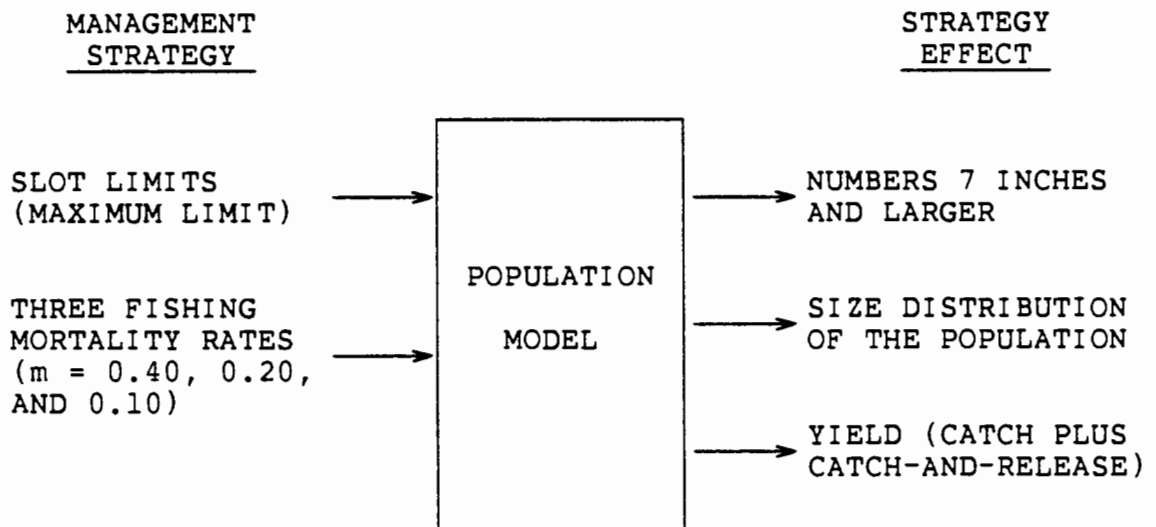 MANAGEMENT
STRATEGY
STRATEGY
EFFECT
SLOT LIMITS
(MAXIMUM LIMIT)
THREE FISHING
MORTALITY RATES
(m = 0.40, 0.20,
AND 0.10)
POPULATION
MODEL
NUMBERS 7 INCHES
AND LARGER
SIZE DISTRIBUTION
OF THE POPULATION
YIELD (CATCH PLUS
CATCH-AND-RELEASE)